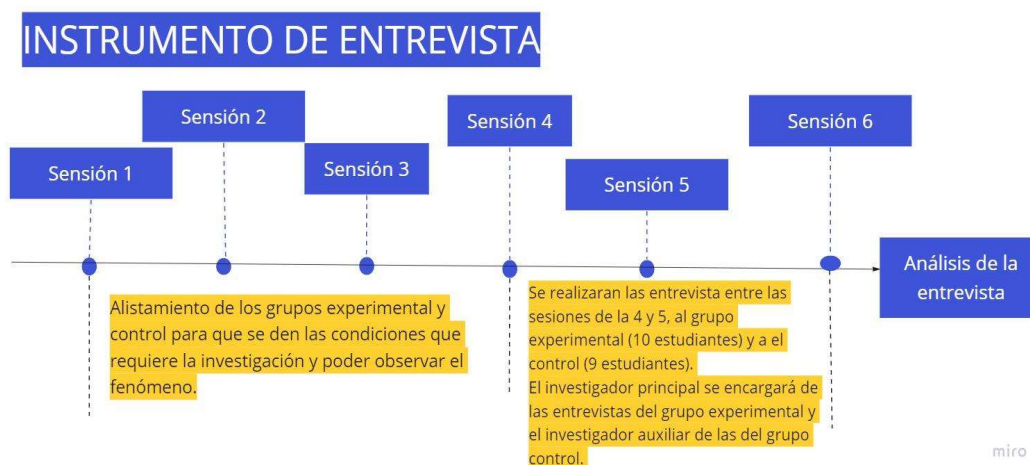 INSTRUMENTO DE ENTREVISTA
Sensión 1
Sensión 2
Sensión 3
Sensión 4
Sensión 5
Sensión 6
Análisis de la
entrevista
Alistamiento de los grupos experimental y
control para que se den las condiciones que
requiere la investigación y poder observar el
fenómeno.
Se realizaran las entrevista entre las
sesiones de la 4 y 5, al grupo
experimental (10 estudiantes) y a el
control (9 estudiantes).
El investigador principal se encargará de
las entrevistas del grupo experimental y
el investigador auxiliar de las del grupo
control.
miro